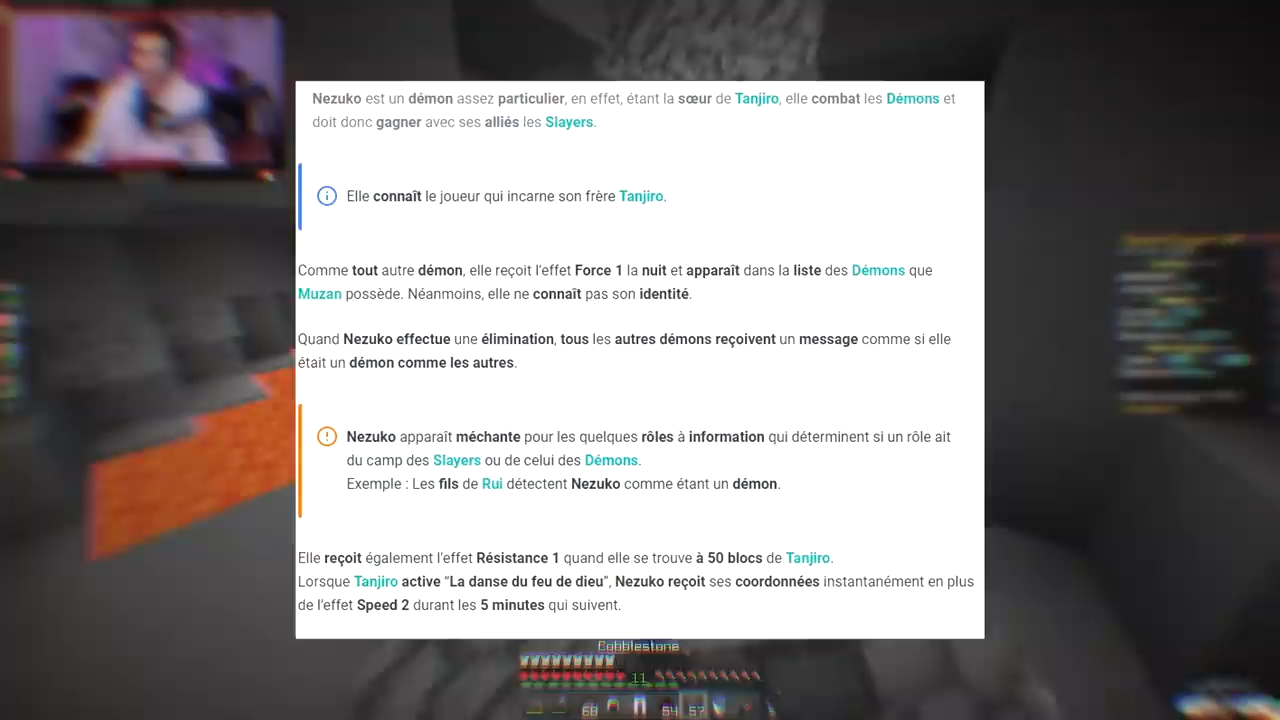 Nezuko est un démon assez particulier, en effet, étant la sœur de Tanjiro, elle combat les Démons et
doit donc gagner avec ses alliés les Slayers.
Elle connaît le joueur qui incarne son frère Tanjiro.
Comme tout autre démon, elle reçoit l'effet Force 1 la nuit et apparaît dans la liste des Démons que
Muzan possède. Néanmoins, elle ne connaît pas son identité.
Quand Nezuko effectue une élimination, tous les autres démons reçoivent un message comme si elle
était un démon comme les autres.
Nezuko apparaît méchante pour les quelques rôles à information qui déterminent si un rôle ait
du camp des Slayers ou de celui des Démons.
Exemple : Les fils de Rui détectent Nezuko comme étant un démon.
Elle reçoit également l'effet Résistance 1 quand elle se trouve à 50 blocs de Tanjiro.
Lorsque Tanjiro active “La danse du feu de dieu”, Nezuko reçoit ses coordonnées instantanément en plus
de l'effet Speed 2 durant les 5 minutes qui suivent.
Cobblestone
11
60 64 57